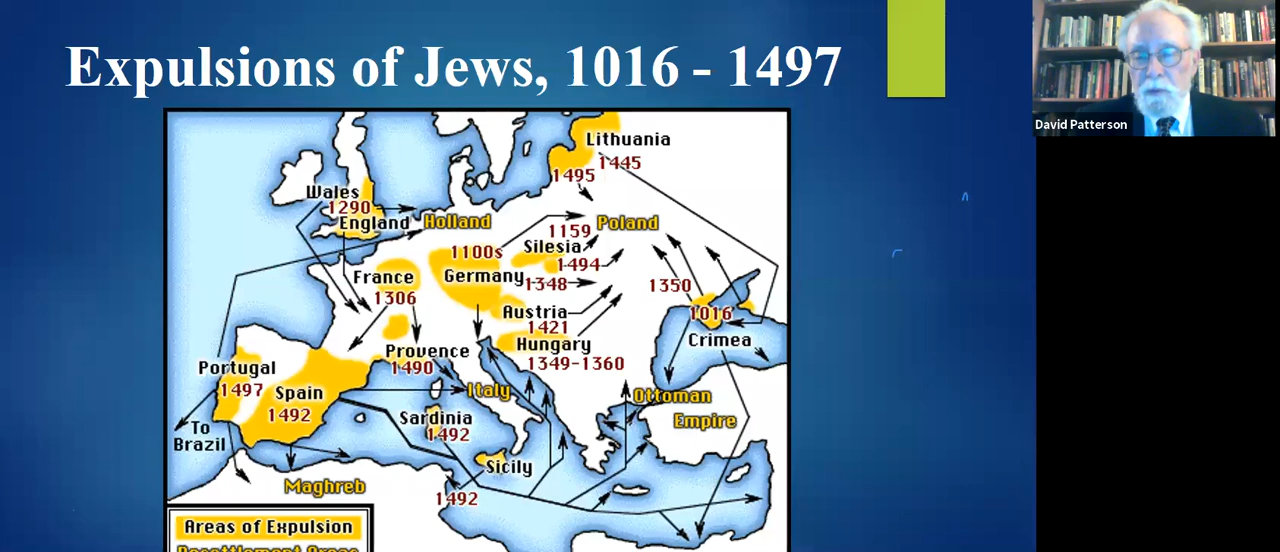 Expulsions of Jews, 1016 - 1497
David Patterson
Lithuania
1445
1495
Wales
1290
England
Holland
1159
Poland
1100s
Silesia
1494
Germany
1348
France
1306
1350
Austria
1421
1016
Crimea
Hungary
1349-1360
Provence
1490
Portugal
1497
Spain
1492
Italy
Ottoman
Empire
Sardinia
1492
To
Brazil
Sicily
1492
Maghreb
Areas of Expulsion
Resettlement Areas